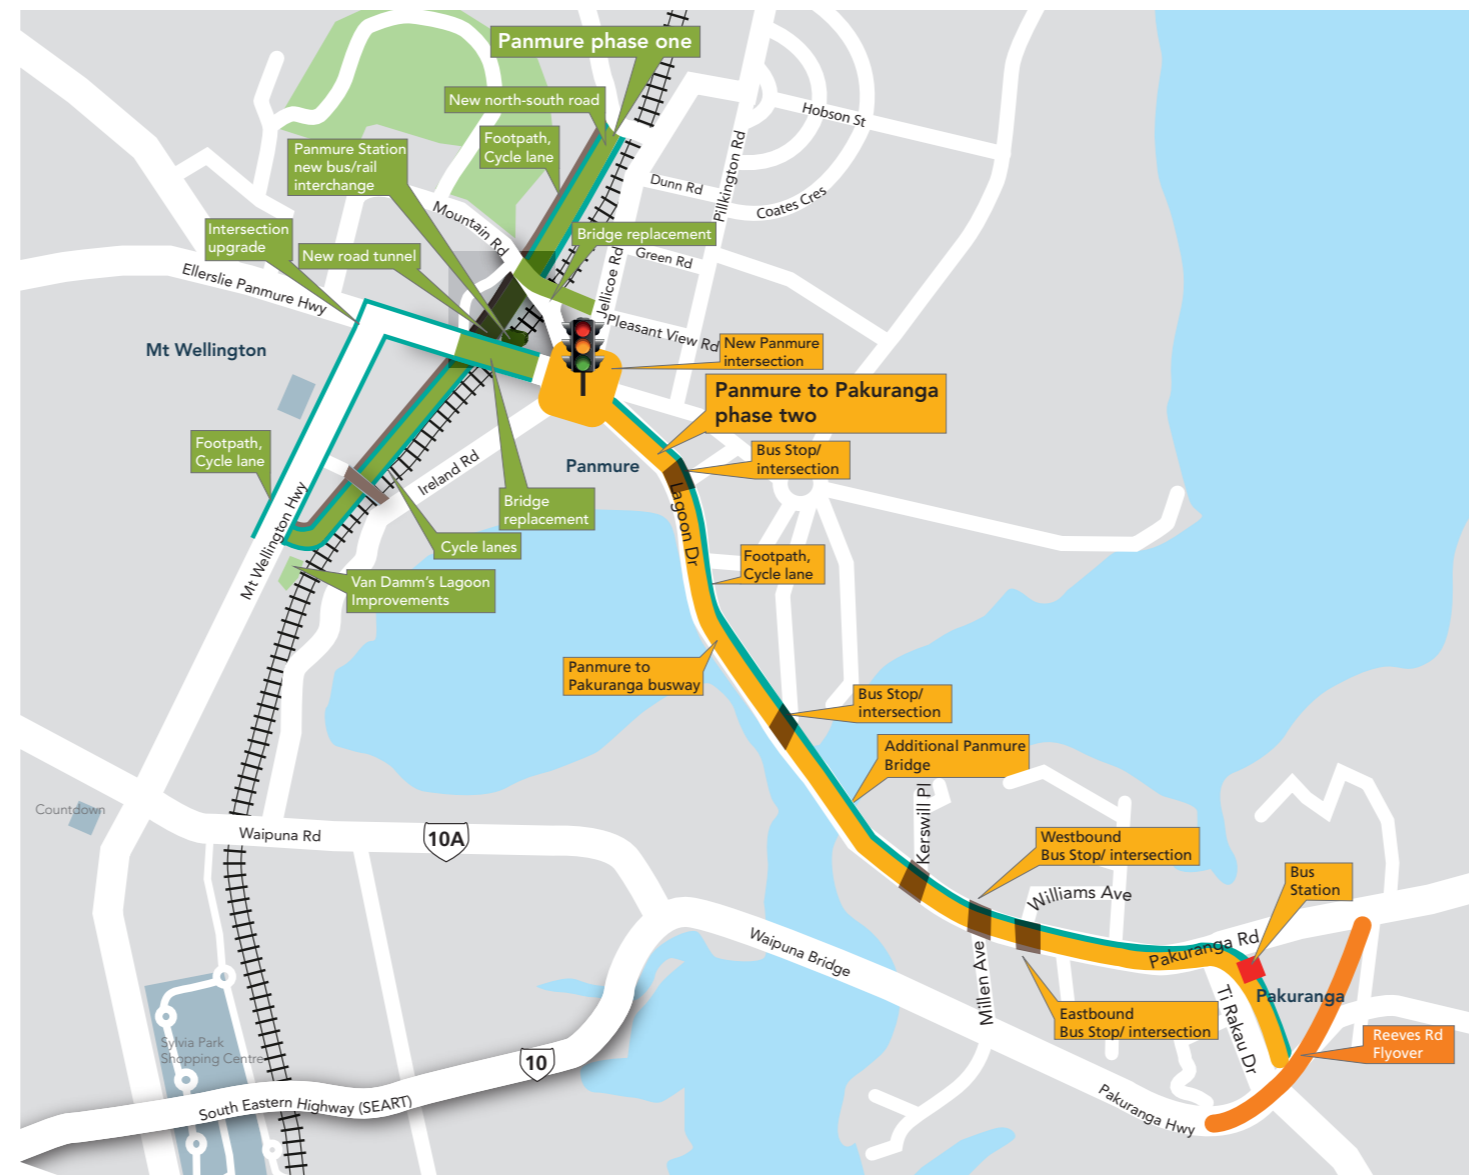 Panmure phase one
New north-south road
Hobson St
Footpath,
Cycle lane
Panmure Station
new bus/rail
interchange
Pilkington Rd
Dunn Rd
Coates Cres
Mountain Rd
Intersection
upgrade
New road tunnel
Bridge replacement
Jellicoe Rd
Green Rd
Ellerslie Panmure Hwy
Pleasant View Rd
Mt Wellington
New Panmure
intersection
Panmure to Pakuranga
phase two
Footpath,
Cycle lane
Ireland Rd
Panmure
Bus Stop/
intersection
Mt Wellington Hwy
Bridge
replacement
Lagoon Dr
Cycle lanes
Footpath,
Cycle lane
Van Damm's Lagoon
Improvements
Panmure to
Pakuranga busway
Bus Stop/
intersection
Additional Panmure
Bridge
Countdown
Waipuna Rd
10A
Kerswill Pl
Westbound
Bus Stop/ intersection
Bus
Station
Williams Ave
Waipuna Bridge
Pakuranga Rd
Millen Ave
Pakuranga
Ti Rakau Dr
Eastbound
Bus Stop/ intersection
Reeves Rd
Flyover
Sylvia Park
Shopping Centre
10
South Eastern Highway (SEART)
Pakuranga Hwy